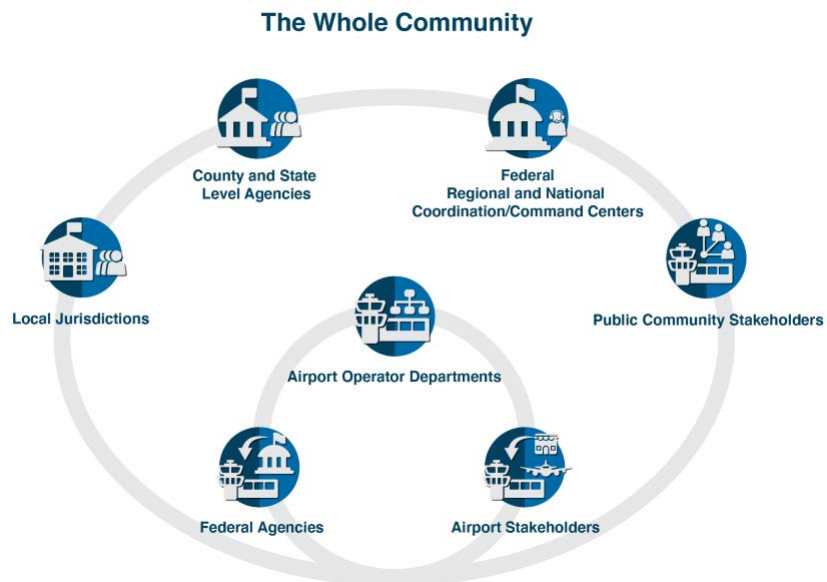 The Whole Community
County and State
Level Agencies
Federal
Regional and National
Coordination/Command Centers
Local Jurisdictions
Public Community Stakeholders
Airport Operator Departments
Federal Agencies
Airport Stakeholders